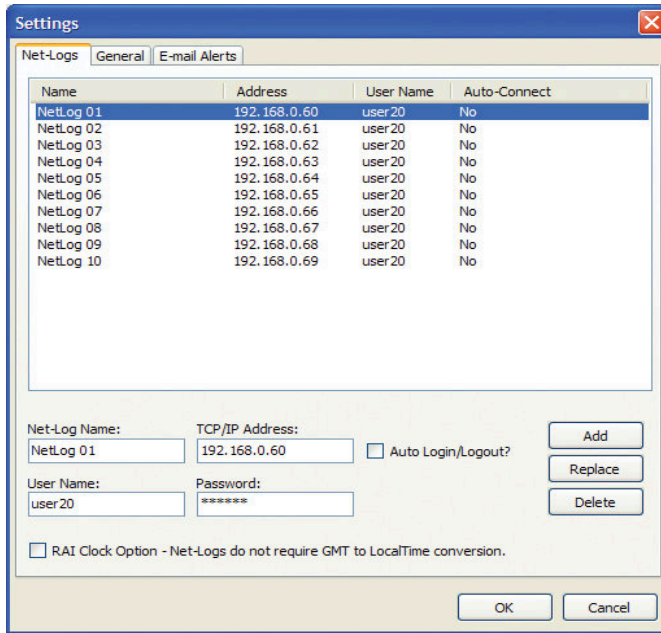 Settings
Net-Logs General E-mail Alerts
Name Address User Name Auto-Connect
NetLog 01 192.168.0.60 user20 No
NetLog 02 192.168.0.61 user20 No
NetLog 03 192.168.0.62 user20 No
NetLog 04 192.168.0.63 user20 No
NetLog 05 192.168.0.64 user20 No
NetLog 06 192.168.0.65 user20 No
NetLog 07 192.168.0.66 user20 No
NetLog 08 192.168.0.67 user20 No
NetLog 09 192.168.0.68 user20 No
NetLog 10 192.168.0.69 user20 No
Net-Log Name: TCP/IP Address:
NetLog 01 192.168.0.60 Auto Login/Logout? Add
Replace
User Name: Password:
user20 ****** Delete
RAI Clock Option - Net-Logs do not require GMT to LocalTime conversion.
OK Cancel